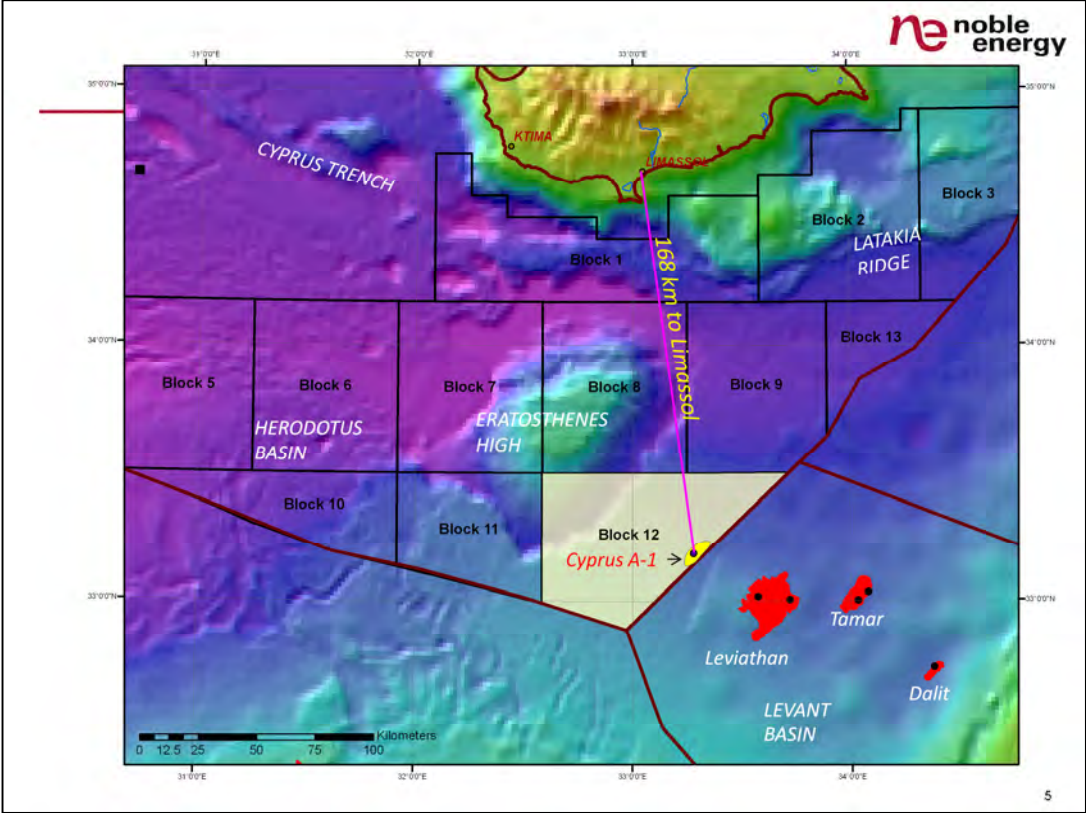 noble
energy
31°0'0"E
32°0'0"E
33°0'0"E
34°0'0"E
35°0'0"N
35°0'0"N
KTIMA
CYPRUS TRENCH
LIMASSOL
Block 3
Block 2
LATAKIA
RIDGE
Block 1
168 km to Limassol
34°0'0"N
34°0'0"N
Block 13
Block 5
Block 6
Block 7
Block 8
Block 9
HERODOTUS
BASIN
ERATOSTHENES
HIGH
Block 10
Block 11
Block 12
Cyprus A-1
33°0'0"N
33°0'0"N
Leviathan
Tamar
Dalit
LEVANT
BASIN
Kilometers
0 12.5 25 50 75 100
31°0'0"E
32°0'0"E
33°0'0"E
34°0'0"E
5